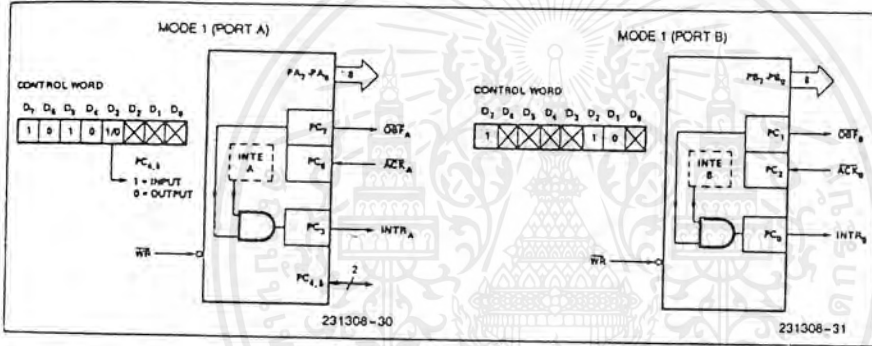 MODE 1 (PORT A)
CONTROL WORD
D7 D6 D5 D4 D3 D2 D1 D0
1 0 1 0 1/0
PC4,5
1 = INPUT
0 = OUTPUT
PA7-PA0 8
PC7 OBFA
INTE A
PC6 ACKA
PC3 INTRA
WR
PC4,5 2
231308-30
MODE 1 (PORT B)
CONTROL WORD
D7 D6 D5 D4 D3 D2 D1 D0
1 1 0
PB7-PB0 8
PC1 OBFB
INTE B
PC2 ACKB
PC0 INTRB
WR
231308-31